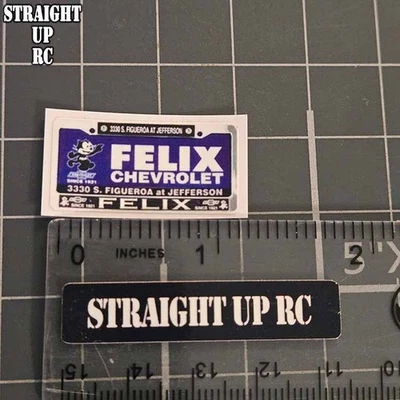 STRAIGHT
UP
RC
3330 S. FIGUEROA AT JEFFERSON
FELIX
CHEVROLET
SINCE 1921
3330 S. FIGUEROA at JEFFERSON
SINCE 1921
FELIX
SINCE 1921
0 INCHES 1 2
5"X
STRAIGHT UP RC
15 14 13 12 11 10